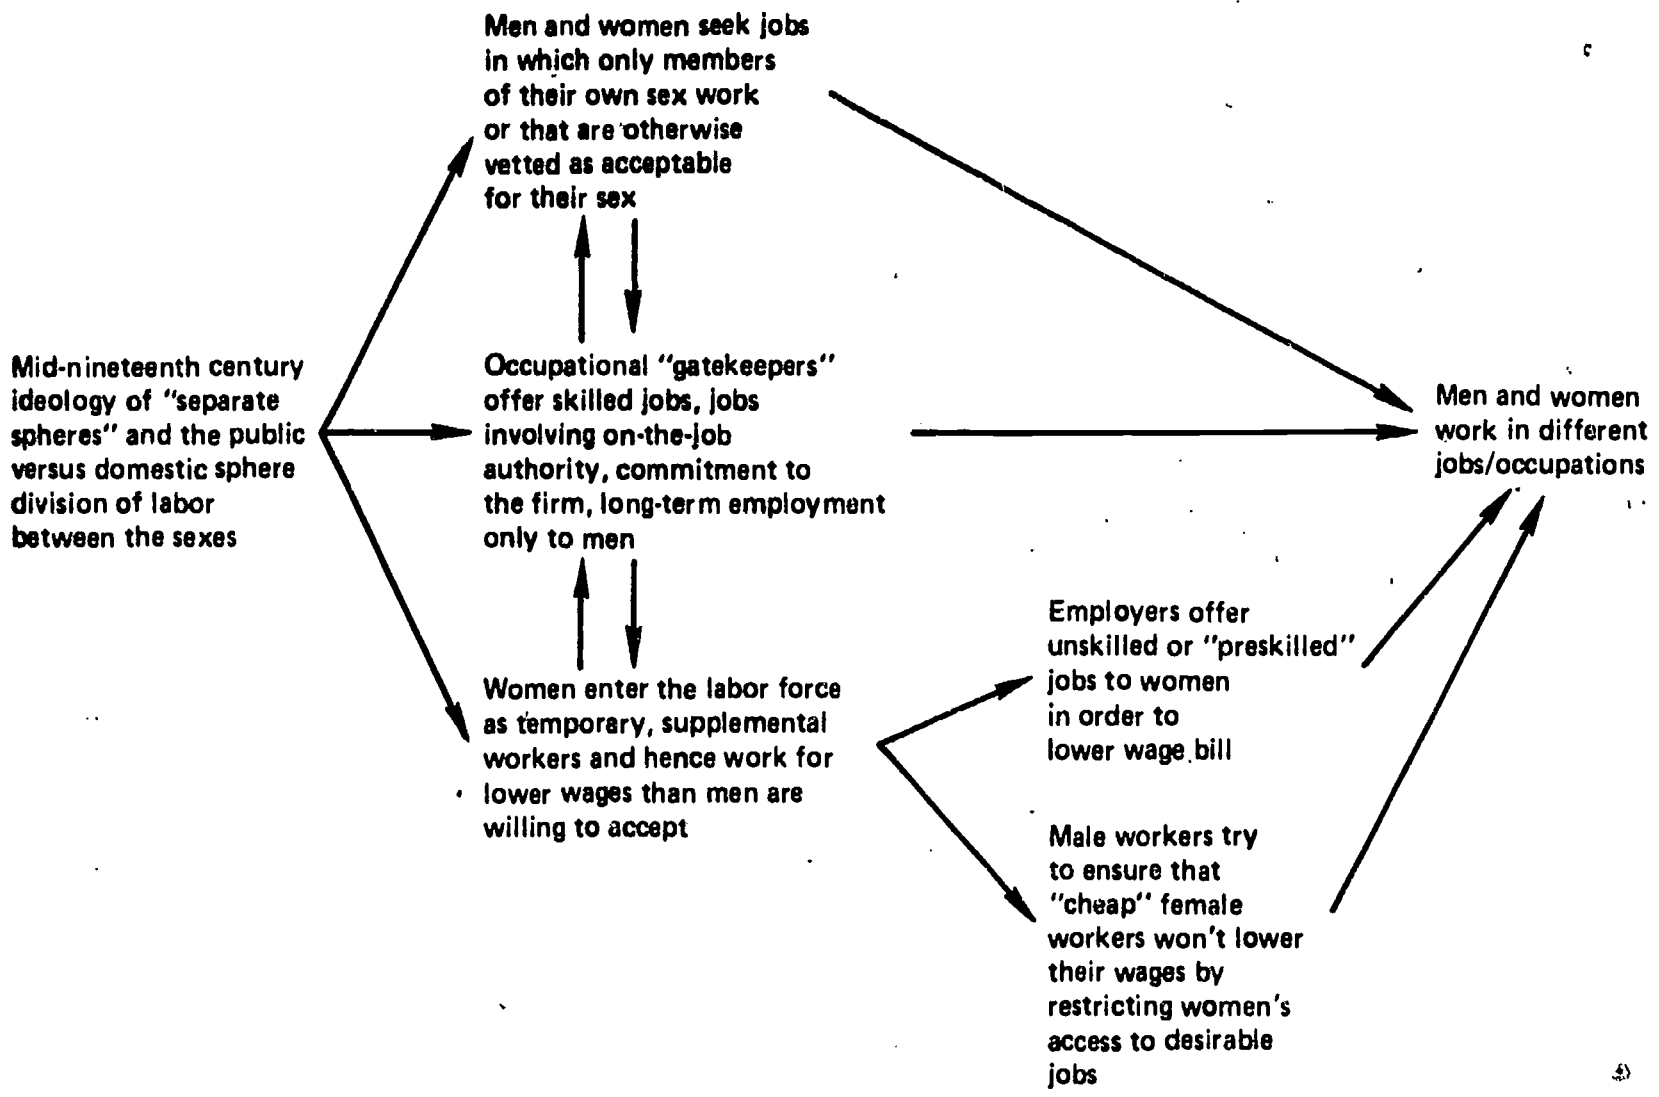 Men and women seek jobs
in which only members
of their own sex work
or that are otherwise
vetted as acceptable
for their sex
Mid-nineteenth century
ideology of "separate
spheres" and the public
versus domestic sphere
division of labor
between the sexes
Occupational "gatekeepers"
offer skilled jobs, jobs
involving on-the-job
authority, commitment to
the firm, long-term employment
only to men
Women enter the labor force
as temporary, supplemental
workers and hence work for
lower wages than men are
willing to accept
Employers offer
unskilled or "preskilled"
jobs to women
in order to
lower wage bill
Male workers try
to ensure that
"cheap" female
workers won't lower
their wages by
restricting women's
access to desirable
jobs
Men and women
work in different
jobs/occupations